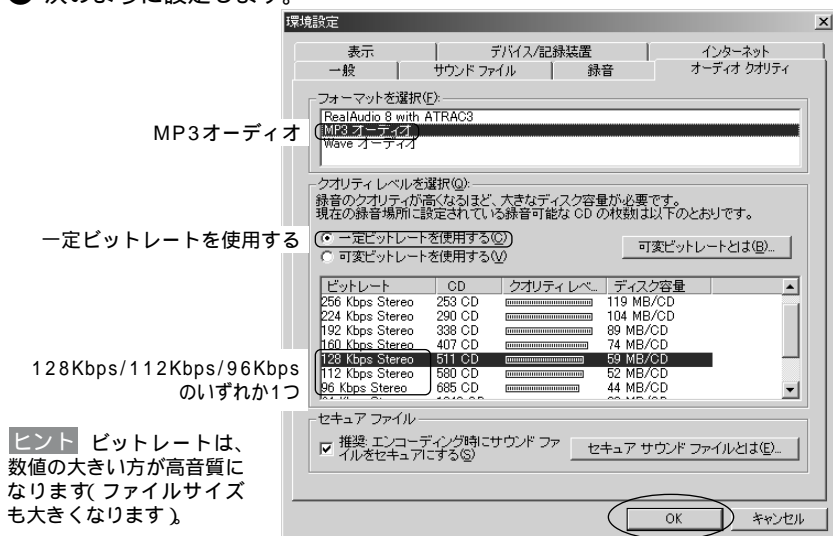 次のように設定します。
環境設定
表示 デバイス/記録装置 インターネット
一般 サウンド ファイル 録音 オーディオ クオリティ
フォーマットを選択(F):
RealAudio 8 with ATRAC3
MP3オーディオ
MP3 オーディオ
Wave オーディオ
クオリティ レベルを選択(Q):
録音のクオリティが高くなるほど、大きなディスク容量が必要です。
現在の録音場所に設定されている録音可能な CD の枚数は以下のとおりです。
一定ビットレートを使用する
一定ビットレートを使用する(C)
可変ビットレートを使用する(V)
可変ビットレートとは(B)...
ビットレート CD クオリティ レベ... ディスク容量
256 Kbps Stereo 253 CD 119 MB/CD
224 Kbps Stereo 290 CD 104 MB/CD
192 Kbps Stereo 338 CD 89 MB/CD
160 Kbps Stereo 407 CD 74 MB/CD
128Kbps/112Kbps/96Kbps
のいずれか1つ
128 Kbps Stereo 511 CD 59 MB/CD
112 Kbps Stereo 580 CD 52 MB/CD
96 Kbps Stereo 685 CD 44 MB/CD
セキュア ファイル
推奨: エンコーディング時にサウンド ファ
イルをセキュアにする(S)
セキュア サウンド ファイルとは(E)...
ヒント ビットレートは、
数値の大きい方が高音質に
なります(ファイルサイズ
も大きくなります)。
OK キャンセル